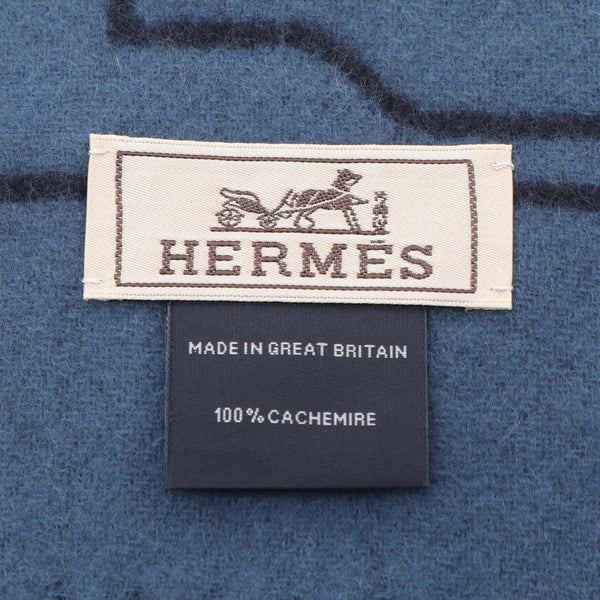 HERMÈS
MADE IN GREAT BRITAIN
100% CACHEMIRE